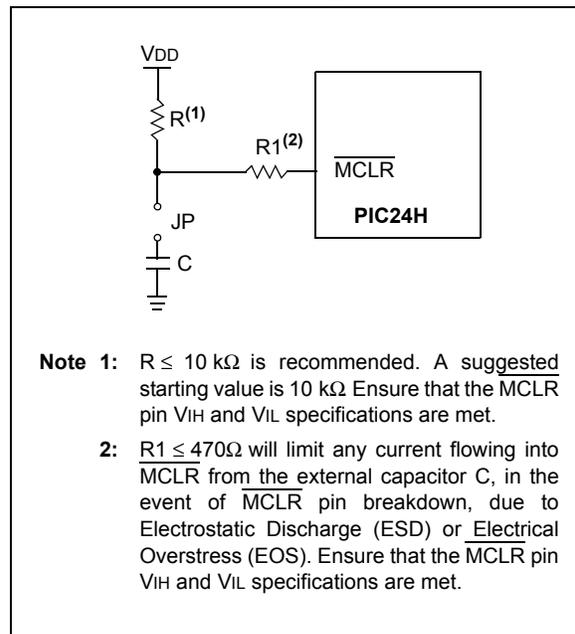 VDD
R(1)
R1(2)
MCLR
JP
PIC24H
C
Note 1: R ≤ 10 kΩ is recommended. A suggested
starting value is 10 kΩ Ensure that the MCLR
pin VIH and VIL specifications are met.
2: R1 ≤ 470Ω will limit any current flowing into
MCLR from the external capacitor C, in the
event of MCLR pin breakdown, due to
Electrostatic Discharge (ESD) or Electrical
Overstress (EOS). Ensure that the MCLR pin
VIH and VIL specifications are met.